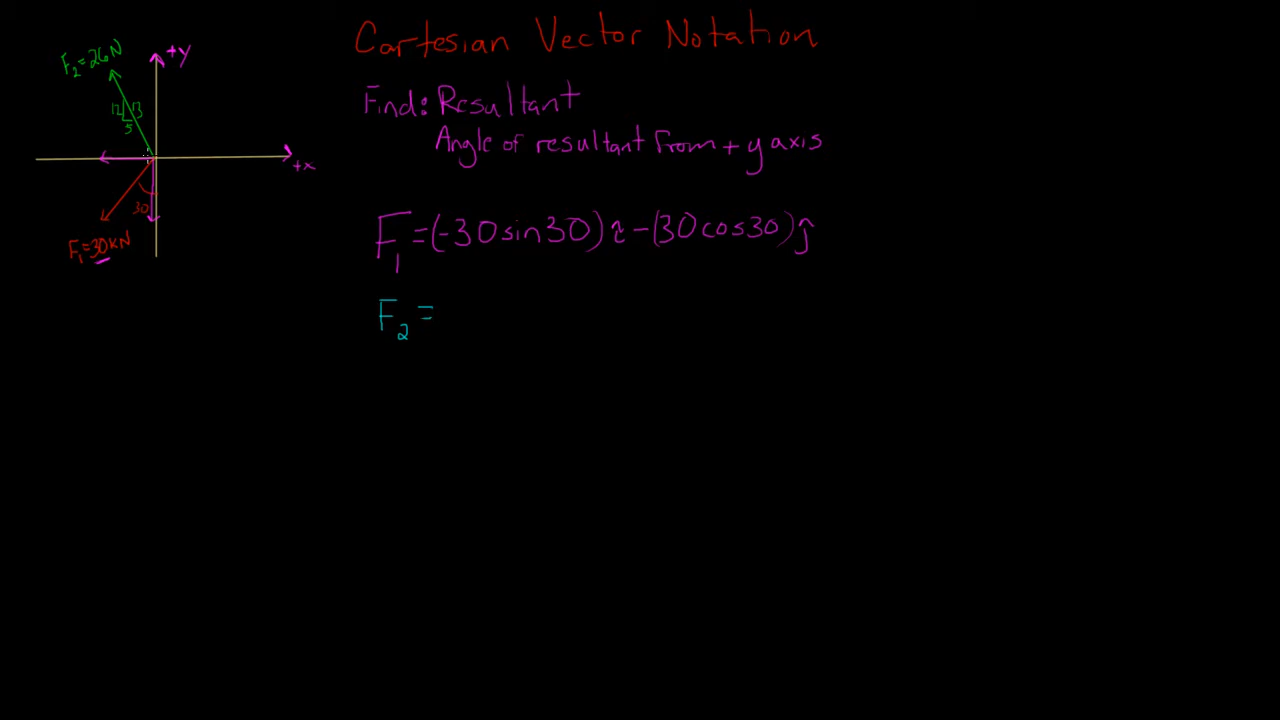 Cartesian Vector Notation
+y
F₂=26N
12 13
5
+x
30
F₁=30KN
Find: Resultant
Angle of resultant from + y axis
F₁=(-30sin30)î-(30cos30)ĵ
F₂=